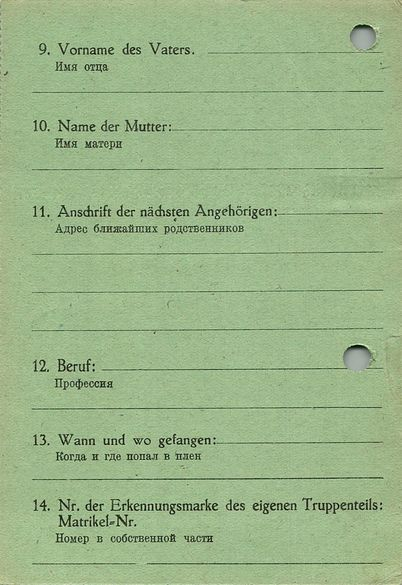 9. Vorname des Vaters.
Имя отца
10. Name der Mutter:
Имя матери
11. Anschrift der nächsten Angehörigen:
Адрес ближайших родственников
12. Beruf:
Профессия
13. Wann und wo gefangen:
Когда и где попал в плен
14. Nr. der Erkennungsmarke des eigenen Truppenteils:
Matrikel-Nr.
Номер в собственной части